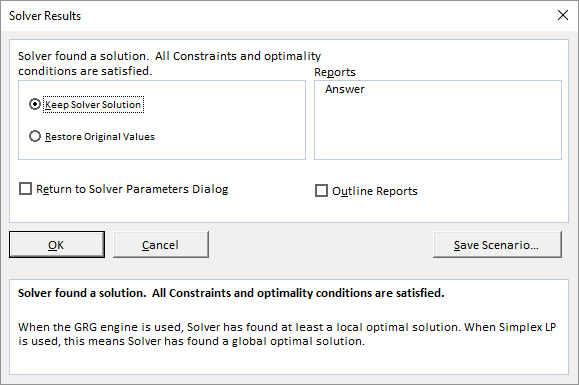 Solver Results
Solver found a solution.  All Constraints and optimality
conditions are satisfied.
Reports
Answer
Keep Solver Solution
Restore Original Values
Return to Solver Parameters Dialog
Outline Reports
OK
Cancel
Save Scenario...
Solver found a solution.  All Constraints and optimality conditions are satisfied.
When the GRG engine is used, Solver has found at least a local optimal solution. When Simplex LP
is used, this means Solver has found a global optimal solution.